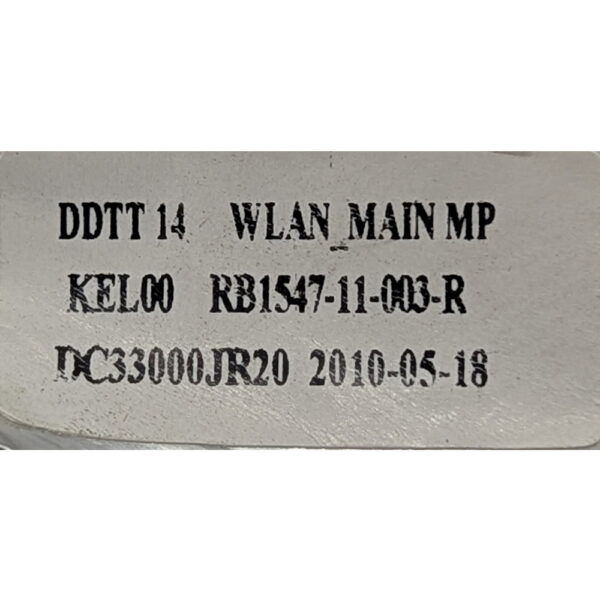 DDTT 14 WLAN_MAIN MP
KEL00 RB1547-11-003-R
DC33000JR20 2010-05-18